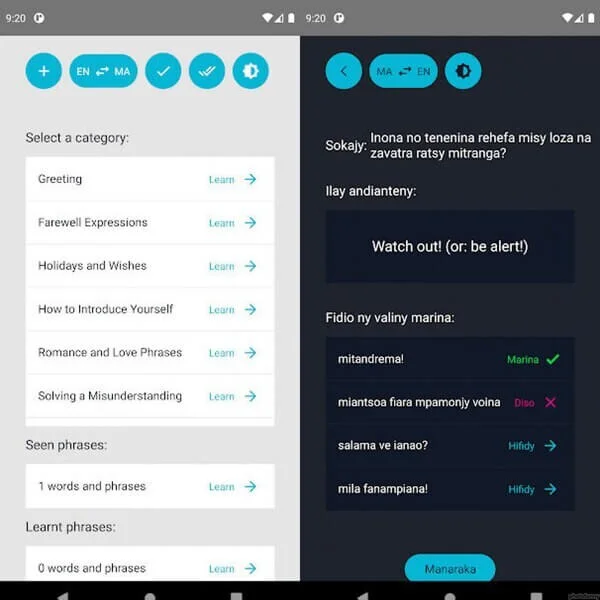 9:20
EN MA
Select a category:
Greeting Learn
Farewell Expressions Learn
Holidays and Wishes Learn
How to Introduce Yourself Learn
Romance and Love Phrases Learn
Solving a Misunderstanding Learn
Seen phrases:
1 words and phrases Learn
Learnt phrases:
0 words and phrases Learn
9:20
MA EN
Sokajy: Inona no tenenina rehefa misy loza na
zavatra ratsy mitranga?
Ilay andianteny:
Watch out! (or: be alert!)
Fidio ny valiny marina:
mitandrema! Marina
miantsoa fiara mpamonjy voina Diso
salama ve ianao? Hifidy
mila fanampiana! Hifidy
Manaraka